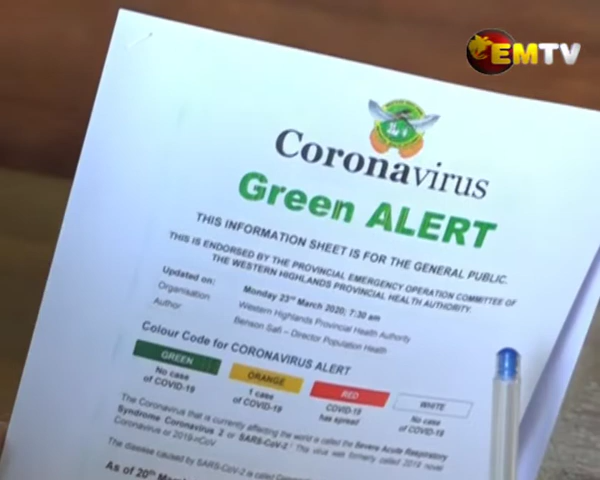 EMTV
Coronavirus
Green ALERT
THIS INFORMATION SHEET IS FOR THE GENERAL PUBLIC.
THIS IS ENDORSED BY THE PROVINCIAL EMERGENCY OPERATION COMMITTEE OF
THE WESTERN HIGHLANDS PROVINCIAL HEALTH AUTHORITY.
Updated on: Monday 23rd March 2020; 7:30 am
Organisation Western Highlands Provincial Health Authority
Author Benson Safi – Director Population Health
Colour Code for CORONAVIRUS ALERT
GREEN ORANGE RED WHITE
No case of COVID-19
1 case of COVID-19
COVID-19 has spread
No case of COVID-19
The Coronavirus that is currently affecting the world is called the Severe Acute Respiratory
Syndrome Coronavirus 2 or SARS-CoV-2. The virus was formerly called 2019 novel
Coronavirus or 2019-nCoV.
The disease caused by SARS-CoV-2 is called
As of 20th March